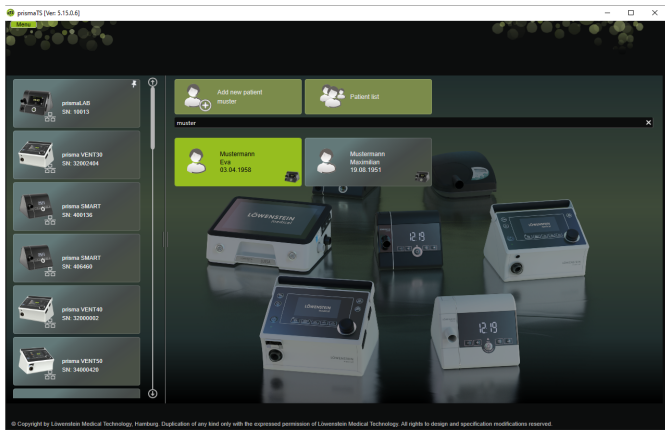 prismaTS [Ver: 5.15.0.6]
Menu
prismaLAB
SN: 10013
prisma VENT30
SN: 32002404
prisma SMART
SN: 400136
prisma SMART
SN: 406460
prisma VENT40
SN: 32000002
prisma VENT50
SN: 34000420
Add new patient
muster
Patient list
muster
Mustermann
Eva
03.04.1958
Mustermann
Maximilian
19.08.1951
LÖWENSTEIN
medical
12:19
LÖWENSTEIN
12:19
© Copyright by Löwenstein Medical Technology, Hamburg. Duplication of any kind only with the expressed permission of Löwenstein Medical Technology. All rights to design and specification modifications reserved.